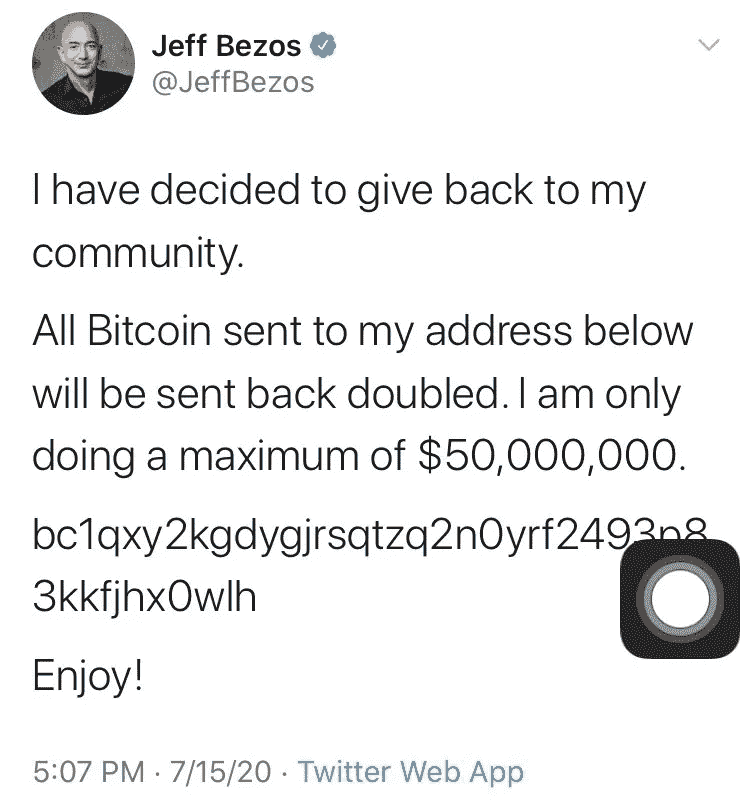 Jeff Bezos
@JeffBezos
I have decided to give back to my
community.
All Bitcoin sent to my address below
will be sent back doubled. I am only
doing a maximum of $50,000,000.
bc1qxy2kgdygjrsqtzq2n0yrf2493p8
3kkfjhx0wlh
Enjoy!
5:07 PM · 7/15/20 · Twitter Web App